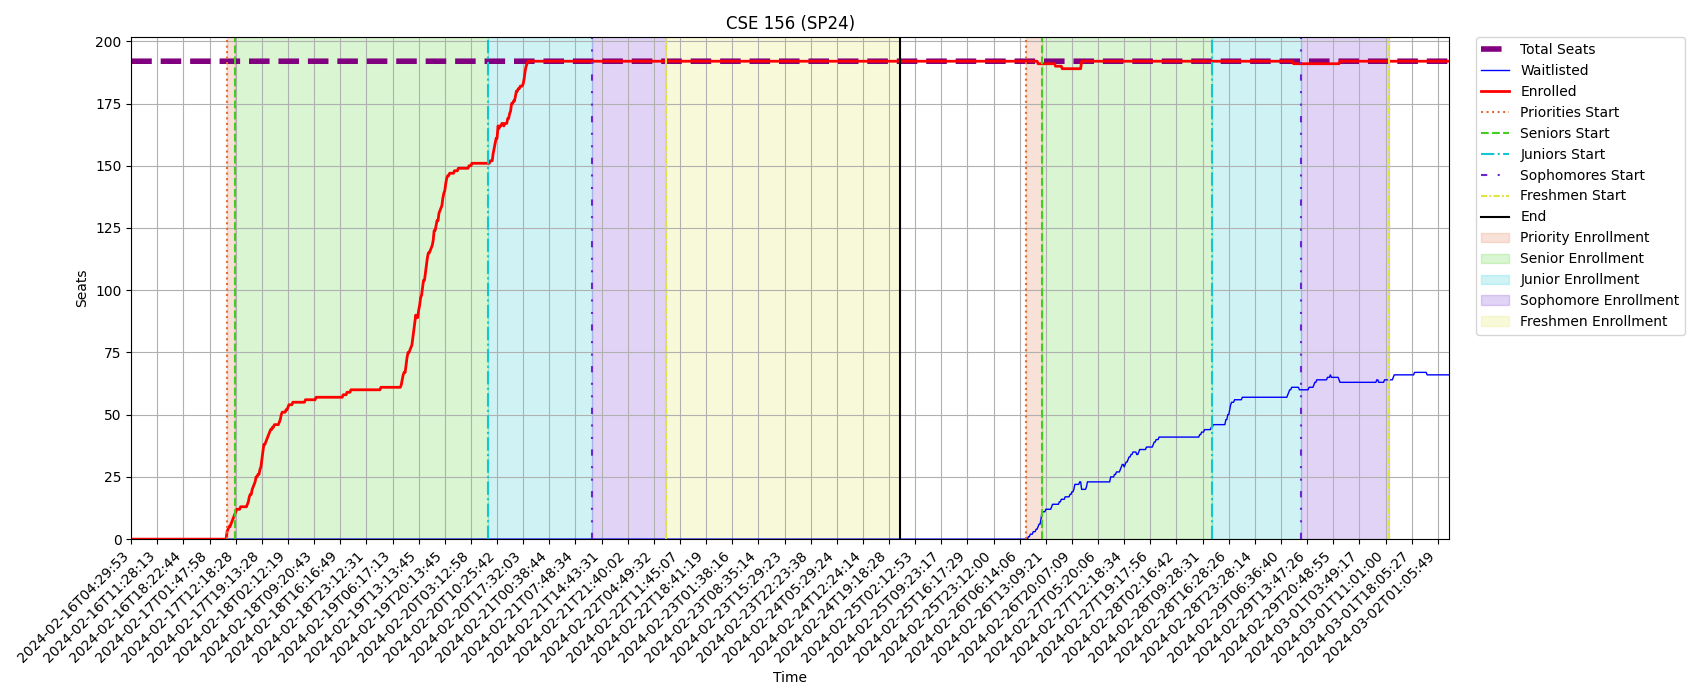 CSE 156 (SP24)
Seats
200
175
150
125
100
75
50
25
0
2024-02-16T04:29:53
2024-02-16T11:28:13
2024-02-16T18:22:44
2024-02-17T01:47:58
2024-02-17T12:18:28
2024-02-17T19:13:28
2024-02-18T02:12:19
2024-02-18T09:20:43
2024-02-18T16:16:49
2024-02-18T23:12:31
2024-02-19T06:17:13
2024-02-19T13:13:45
2024-02-19T20:13:45
2024-02-20T03:12:58
2024-02-20T10:25:42
2024-02-20T17:32:03
2024-02-21T00:38:44
2024-02-21T07:48:34
2024-02-21T14:43:31
2024-02-21T21:40:02
2024-02-22T04:49:32
2024-02-22T11:45:07
2024-02-22T18:41:19
2024-02-23T01:38:16
2024-02-23T08:35:14
2024-02-23T15:29:23
2024-02-23T22:23:38
2024-02-24T05:29:24
2024-02-24T12:24:14
2024-02-24T19:18:28
2024-02-25T02:12:53
2024-02-25T09:23:17
2024-02-25T16:17:29
2024-02-25T23:12:00
2024-02-26T06:14:06
2024-02-26T13:09:21
2024-02-26T20:07:09
2024-02-27T05:20:06
2024-02-27T12:18:34
2024-02-27T19:17:56
2024-02-28T02:16:42
2024-02-28T09:28:31
2024-02-28T16:28:26
2024-02-28T23:28:14
2024-02-29T06:36:40
2024-02-29T13:47:26
2024-02-29T20:48:55
2024-03-01T03:49:17
2024-03-01T11:01:00
2024-03-01T18:05:27
2024-03-02T01:05:49
Time
Total Seats
Waitlisted
Enrolled
Priorities Start
Seniors Start
Juniors Start
Sophomores Start
Freshmen Start
End
Priority Enrollment
Senior Enrollment
Junior Enrollment
Sophomore Enrollment
Freshmen Enrollment